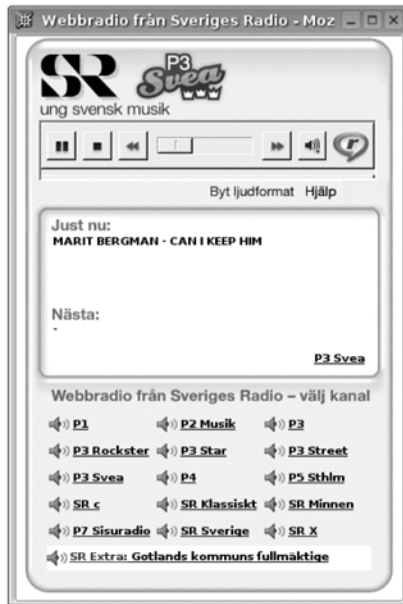 Webbradio från Sveriges Radio - Moz
SR P3 Svea
ung svensk musik
Byt ljudformat Hjälp
Just nu:
MARIT BERGMAN - CAN I KEEP HIM
Nästa:
-
P3 Svea
Webbradio från Sveriges Radio – välj kanal
P1 P2 Musik P3
P3 Rockster P3 Star P3 Street
P3 Svea P4 P5 Sthlm
SR c SR Klassiskt SR Minnen
P7 Sisuradio SR Sverige SR X
SR Extra: Gotlands kommuns fullmäktige